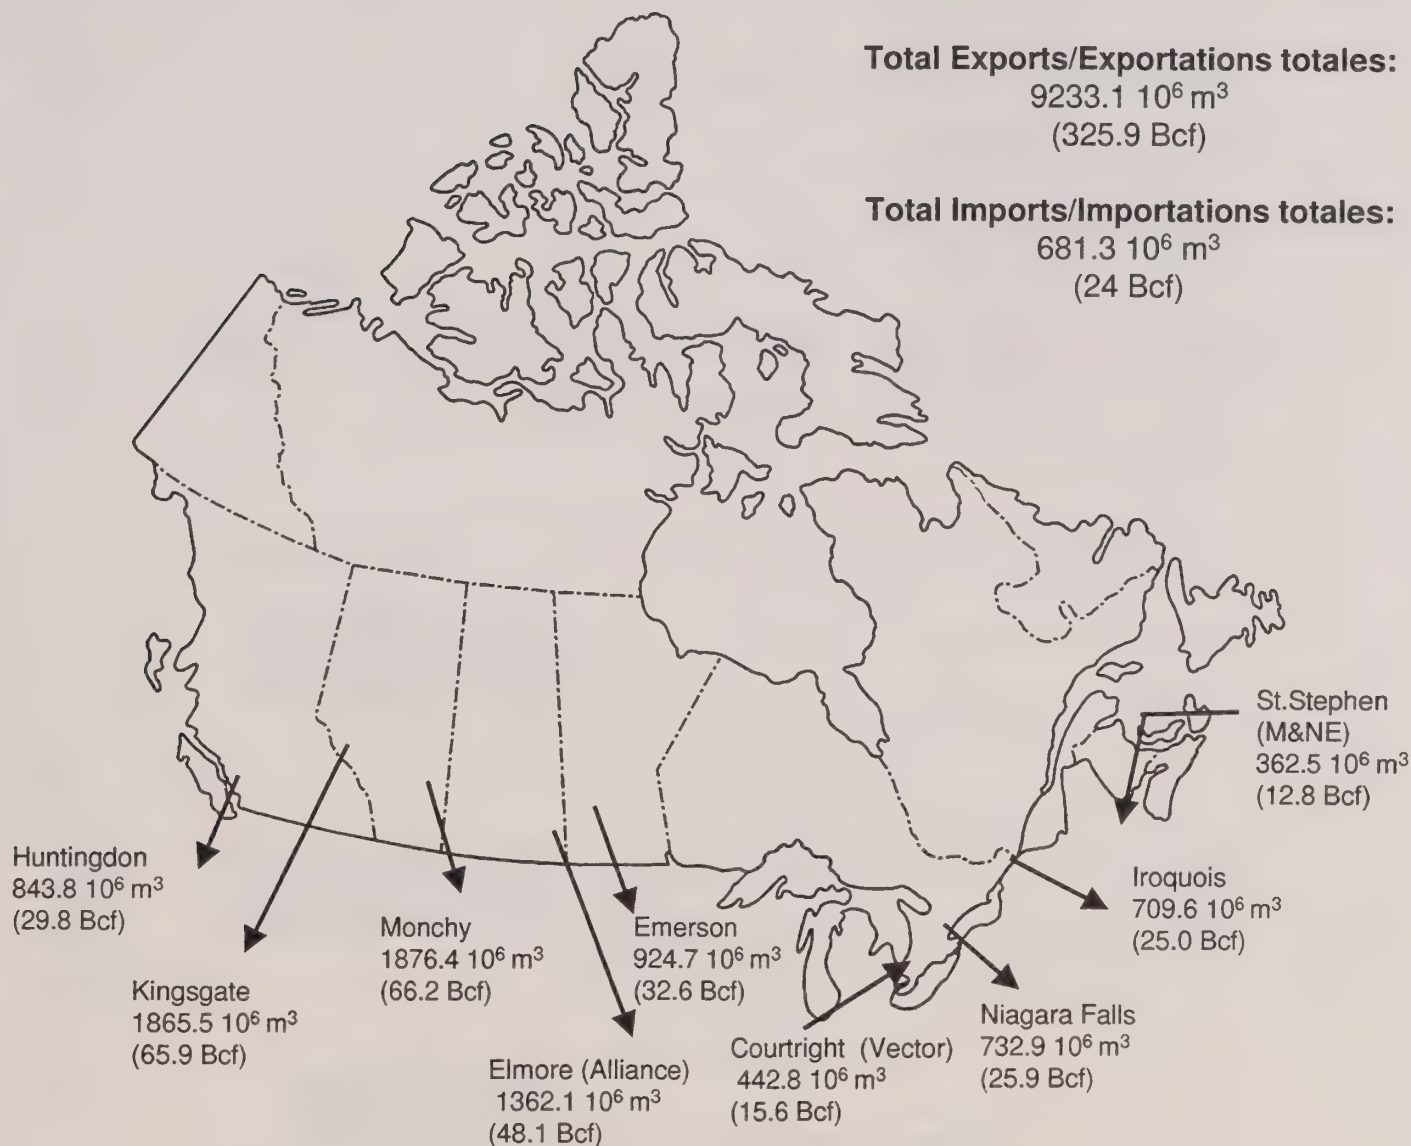 Total Exports/Exportations totales:
9233.1 10⁶ m³
(325.9 Bcf)
Total Imports/Importations totales:
681.3 10⁶ m³
(24 Bcf)
St.Stephen
(M&NE)
362.5 10⁶ m³
(12.8 Bcf)
Huntingdon
843.8 10⁶ m³
(29.8 Bcf)
Kingsgate
1865.5 10⁶ m³
(65.9 Bcf)
Monchy
1876.4 10⁶ m³
(66.2 Bcf)
Elmore (Alliance)
1362.1 10⁶ m³
(48.1 Bcf)
Emerson
924.7 10⁶ m³
(32.6 Bcf)
Courtright (Vector)
442.8 10⁶ m³
(15.6 Bcf)
Niagara Falls
732.9 10⁶ m³
(25.9 Bcf)
Iroquois
709.6 10⁶ m³
(25.0 Bcf)